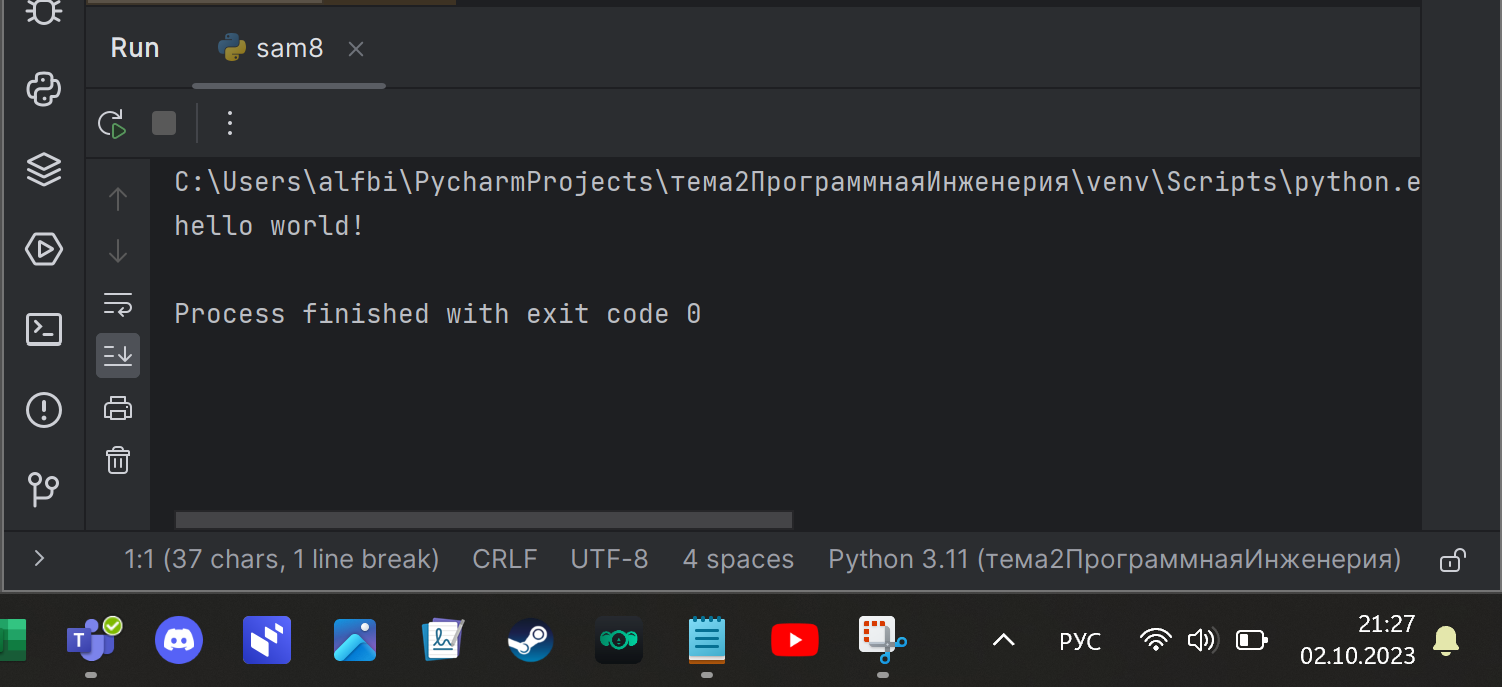 Run sam8
C:\Users\alfbi\PycharmProjects\тема2ПрограммнаяИнженерия\venv\Scripts\python.e
hello world!
Process finished with exit code 0
1:1 (37 chars, 1 line break) CRLF UTF-8 4 spaces Python 3.11 (тема2ПрограммнаяИнженерия)
T
РУС
21:27
02.10.2023